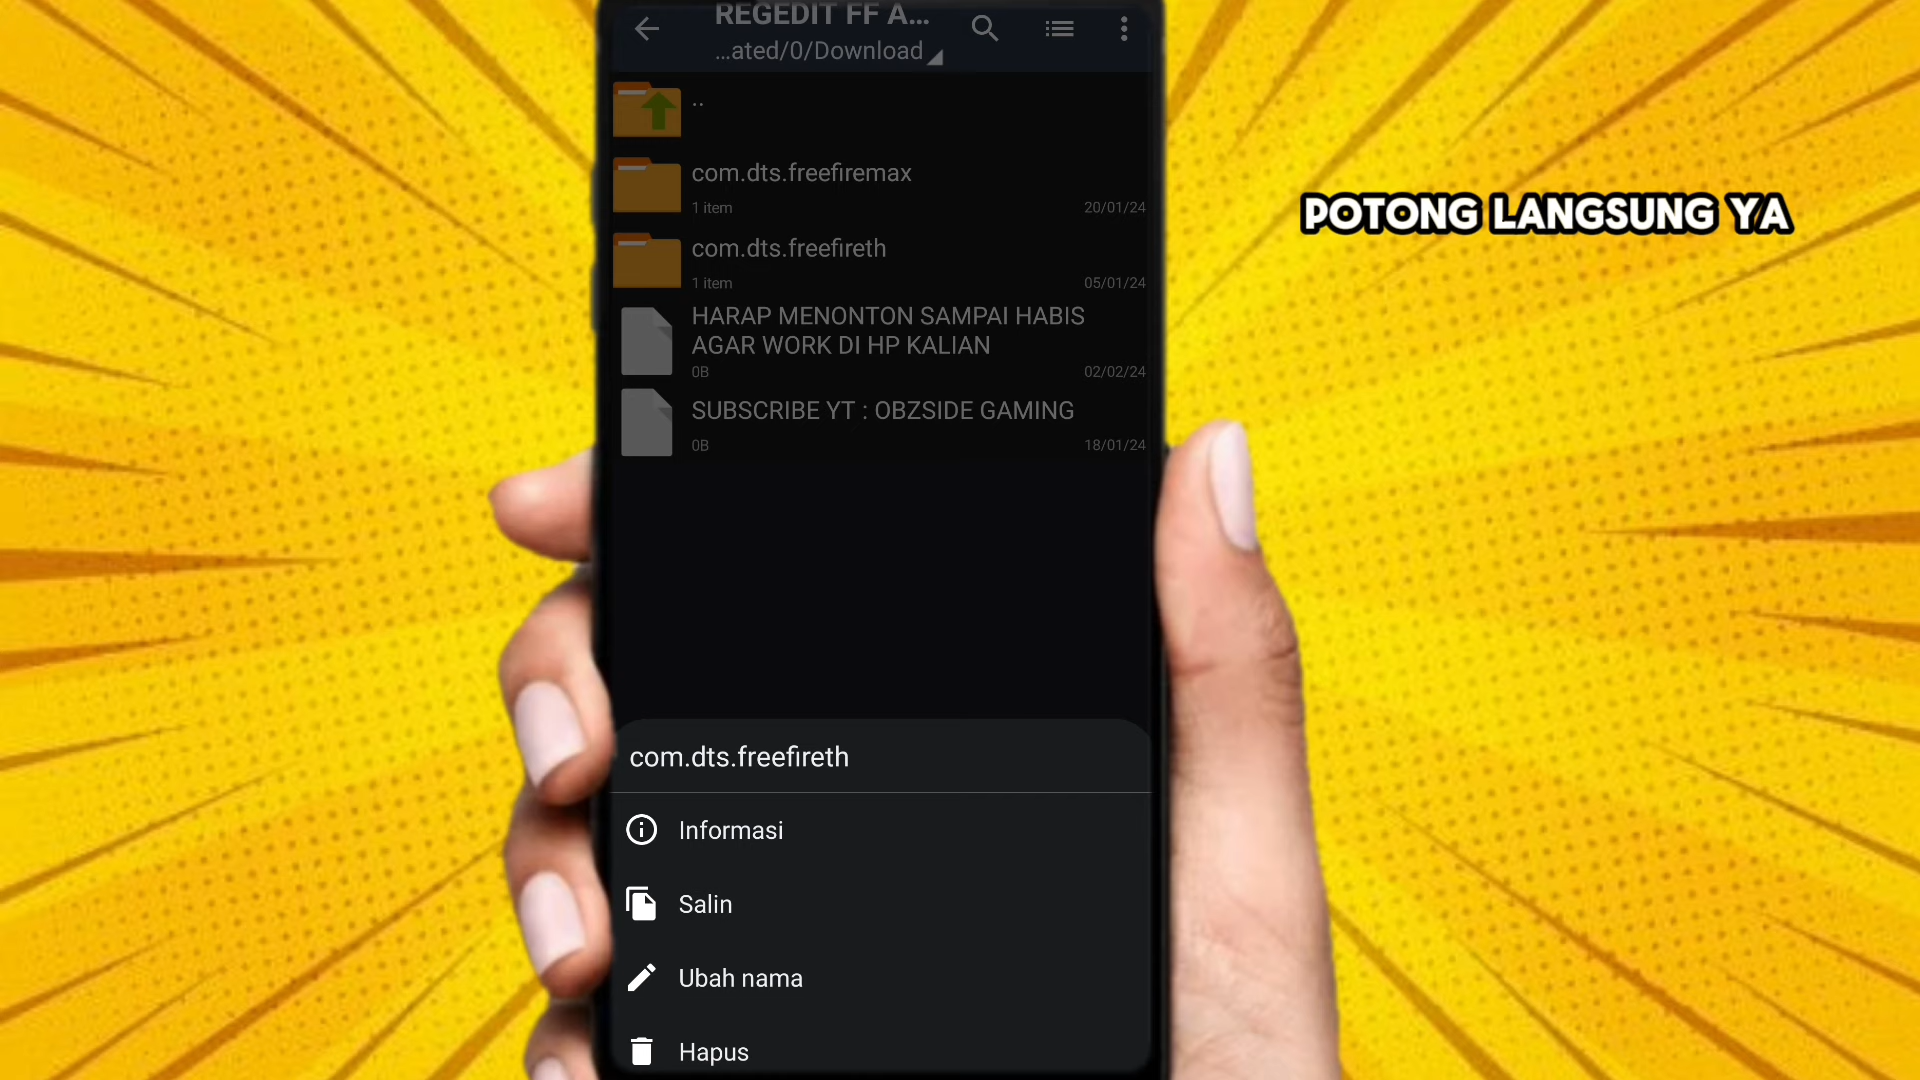 REGEDIT FF A...
...ated/0/Download
..
com.dts.freefiremax
1 item
20/01/24
com.dts.freefireth
1 item
05/01/24
HARAP MENONTON SAMPAI HABIS
AGAR WORK DI HP KALIAN
0B
02/02/24
SUBSCRIBE YT : OBZSIDE GAMING
0B
18/01/24
com.dts.freefireth
Informasi
Salin
Ubah nama
Hapus
POTONG LANGSUNG YA